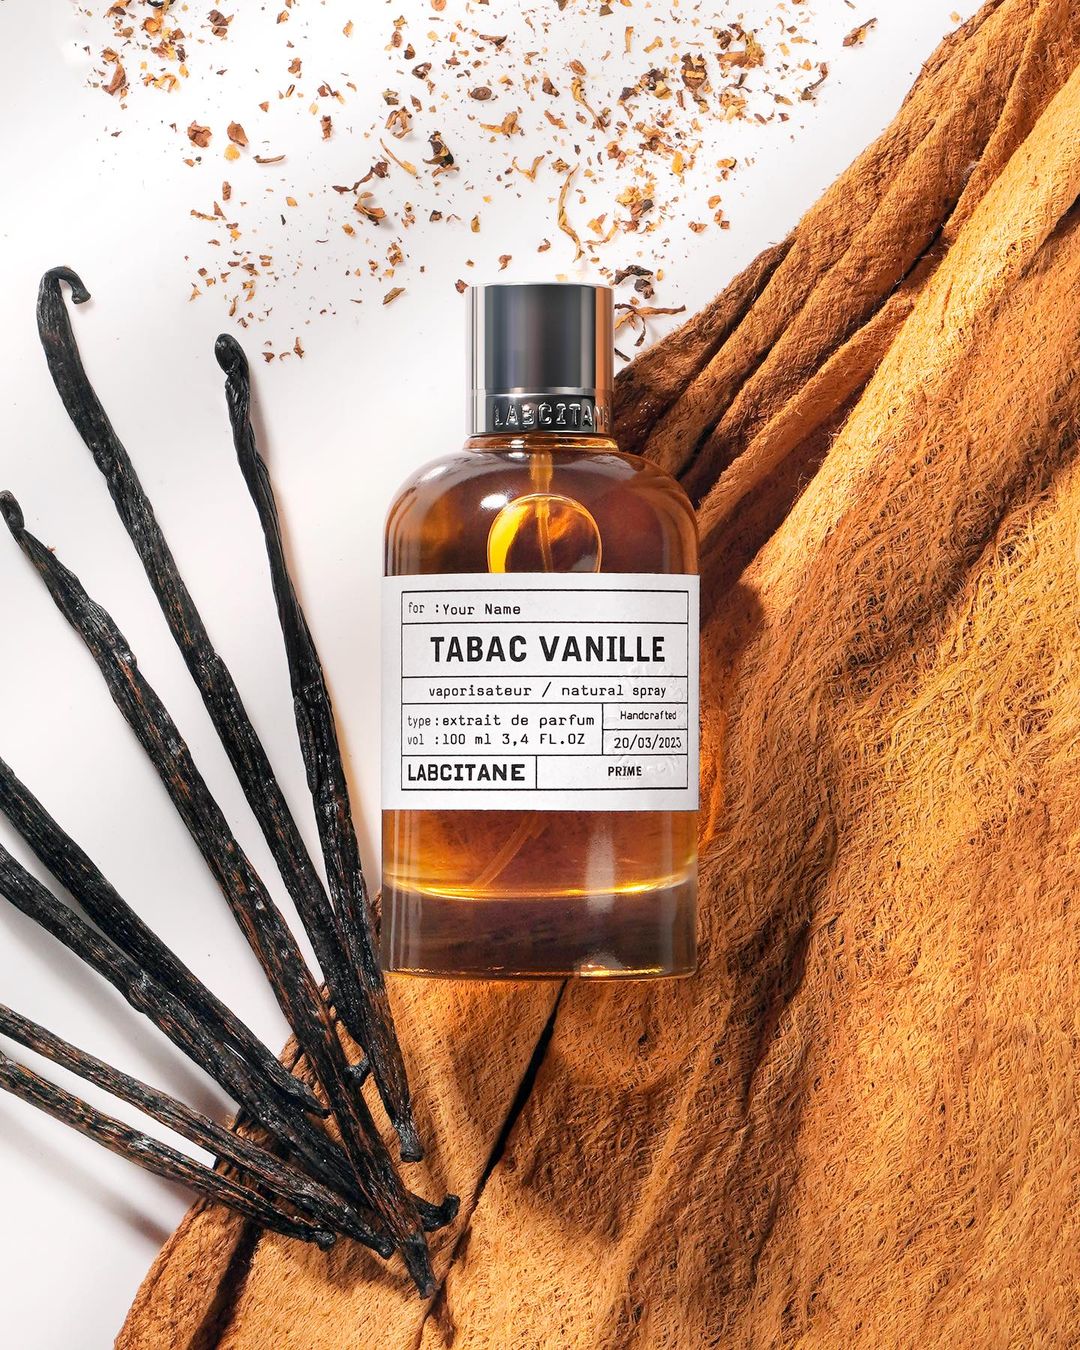 LABCITANE
for :Your Name
TABAC VANILLE
vaporisateur / natural spray
type:extrait de parfum
vol :100 ml 3,4 FL.OZ
Handcrafted
20/03/2023
LABCITANE
PRIME